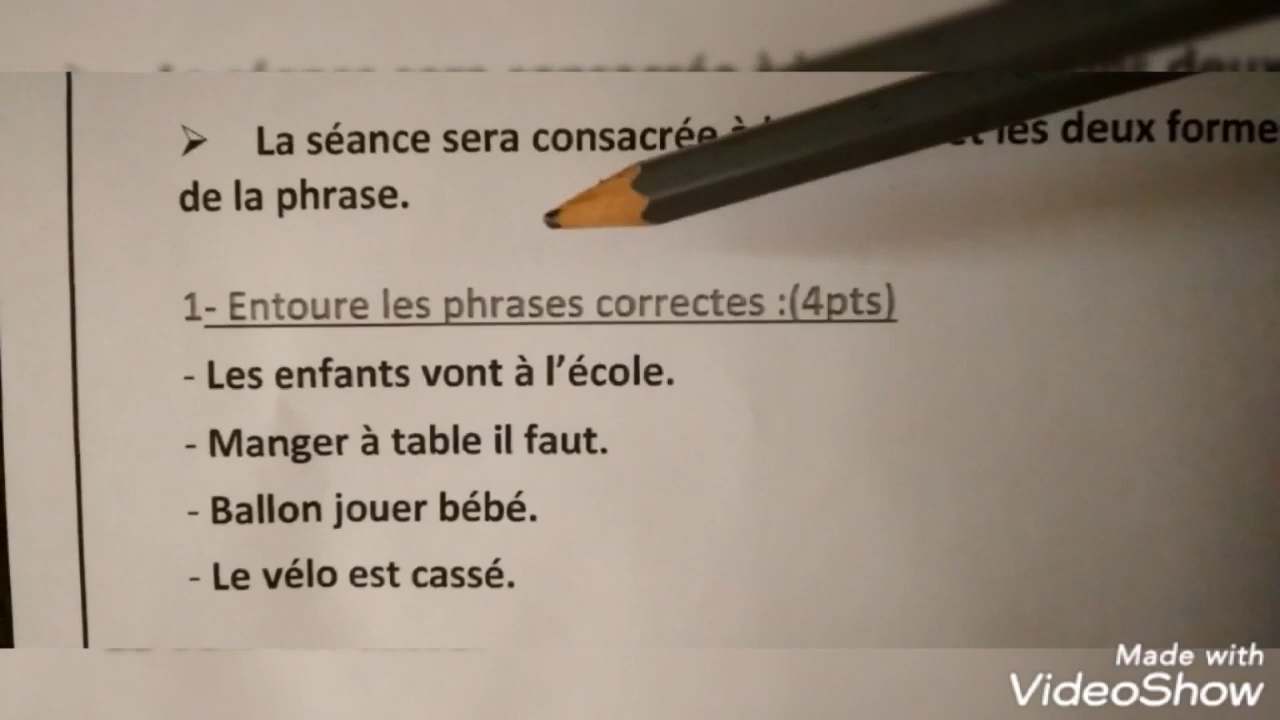 ➢ La séance sera consacrée à les deux forme
de la phrase.
1- Entoure les phrases correctes :(4pts)
- Les enfants vont à l'école.
- Manger à table il faut.
- Ballon jouer bébé.
- Le vélo est cassé.
Made with
VideoShow